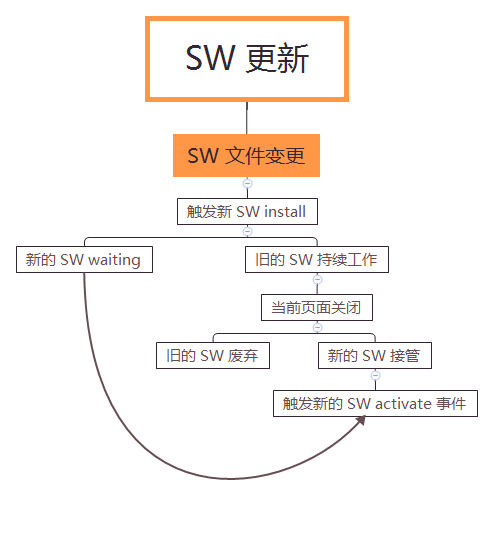 SW 更新
SW 文件变更
触发新 SW install
新的 SW waiting
旧的 SW 持续工作
当前页面关闭
旧的 SW 废弃
新的 SW 接管
触发新的 SW activate 事件